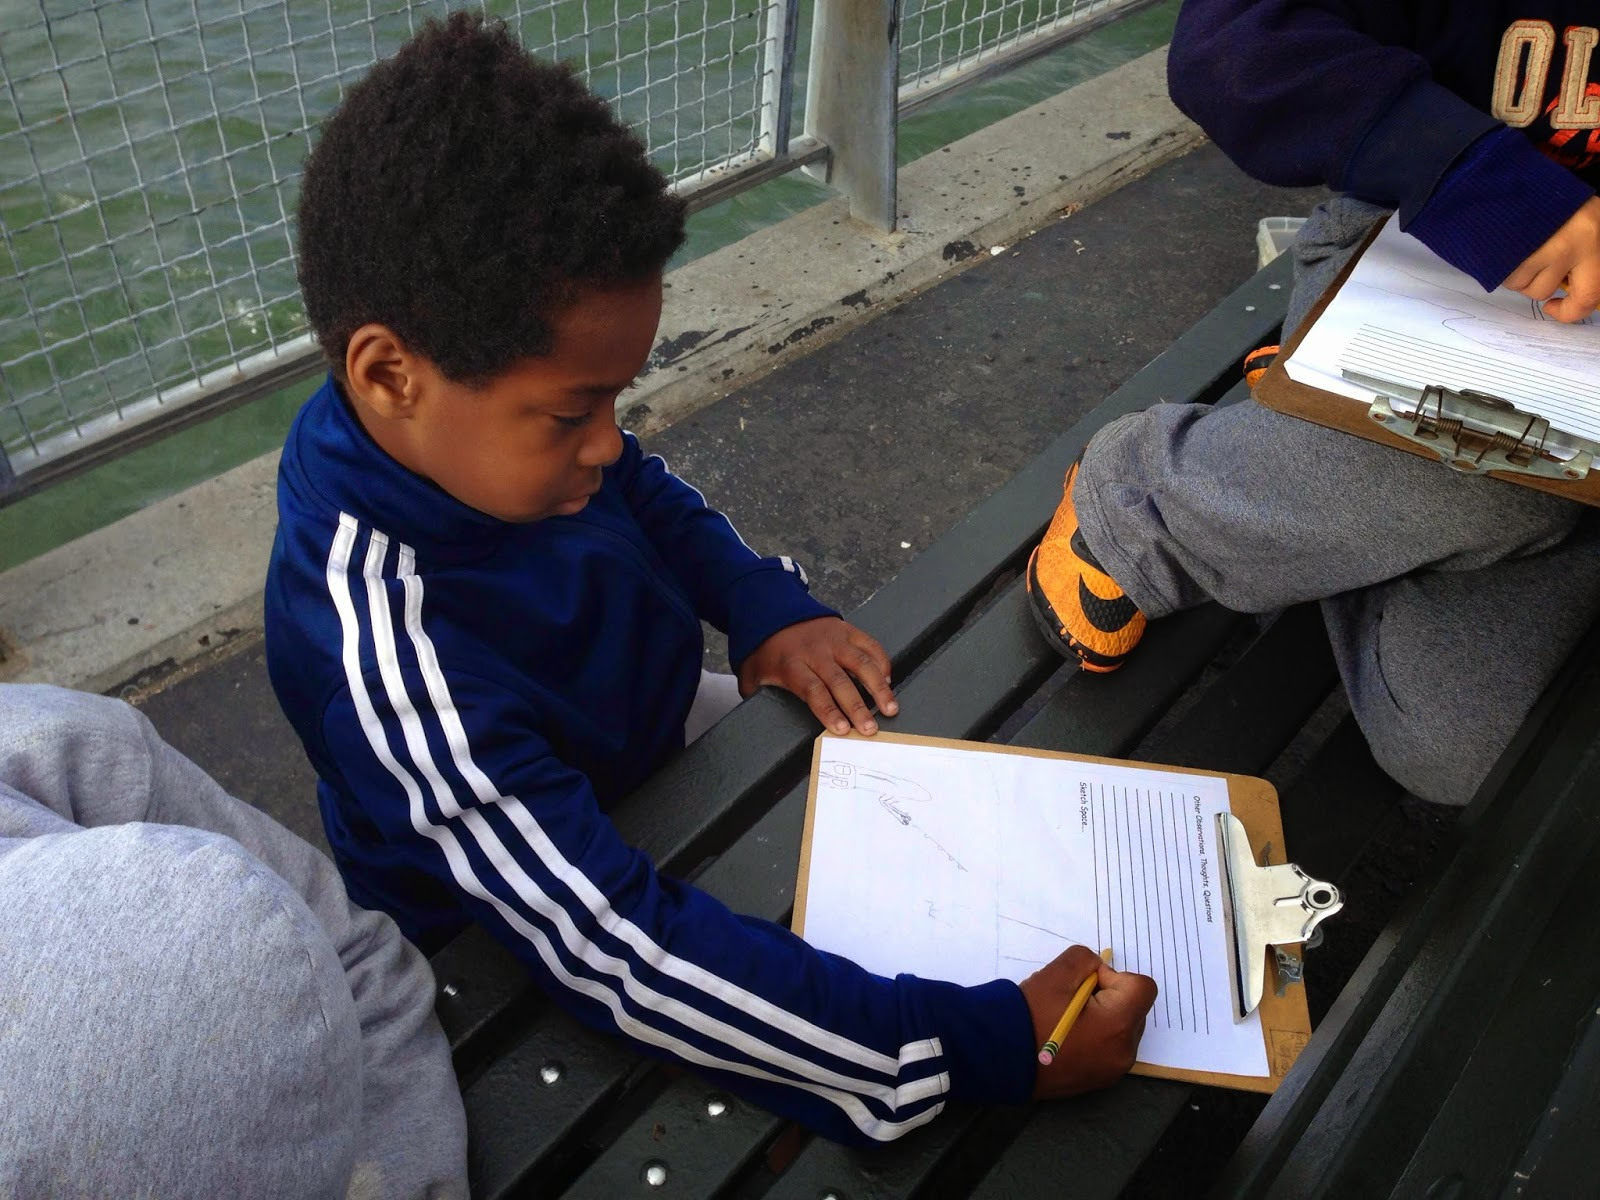 OL
Other Observations, Thoughts, Questions
Sketch Space...